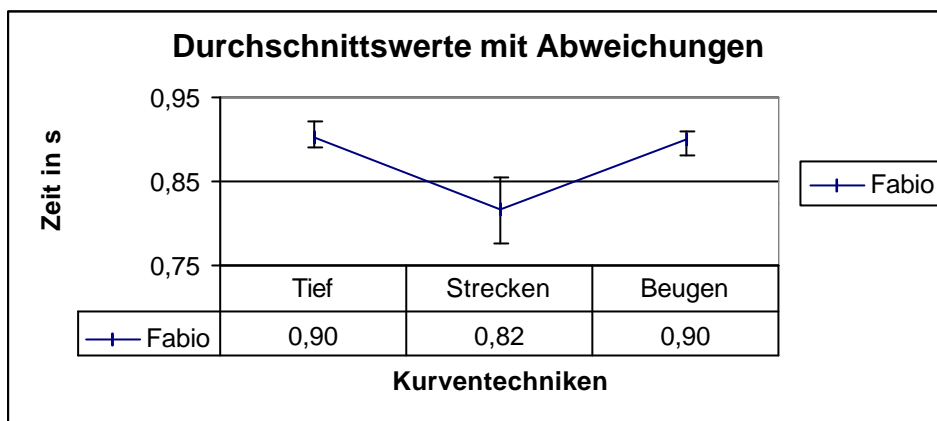 Durchschnittswerte mit Abweichungen
Zeit in s
0,95
0,85
0,75
Fabio
Tief Strecken Beugen
Fabio 0,90 0,82 0,90
Kurventechniken